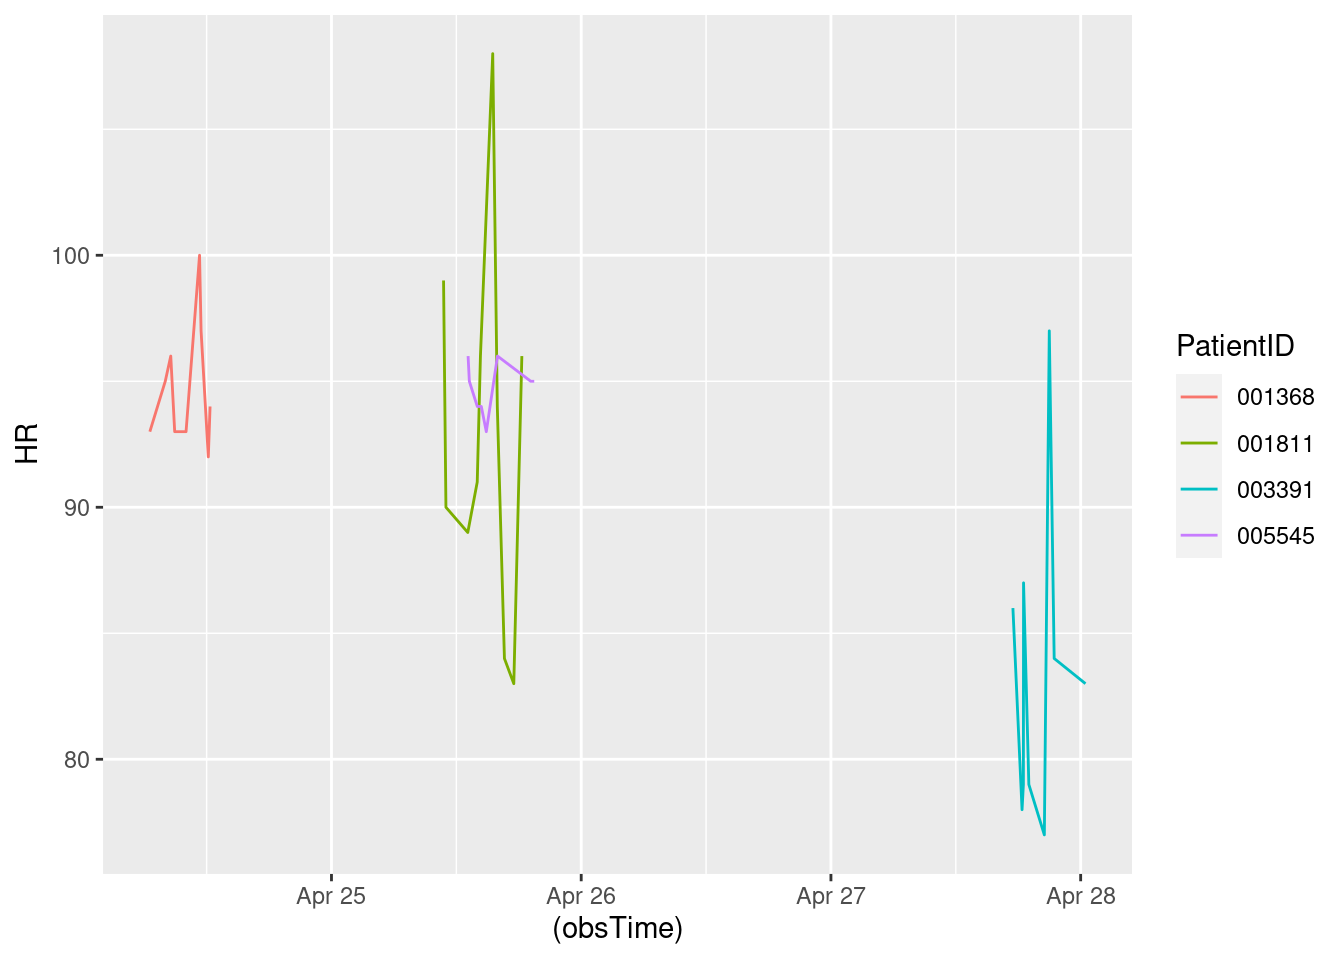 HR
100
90
80
Apr 25
Apr 26
Apr 27
Apr 28
(obsTime)
PatientID
001368
001811
003391
005545